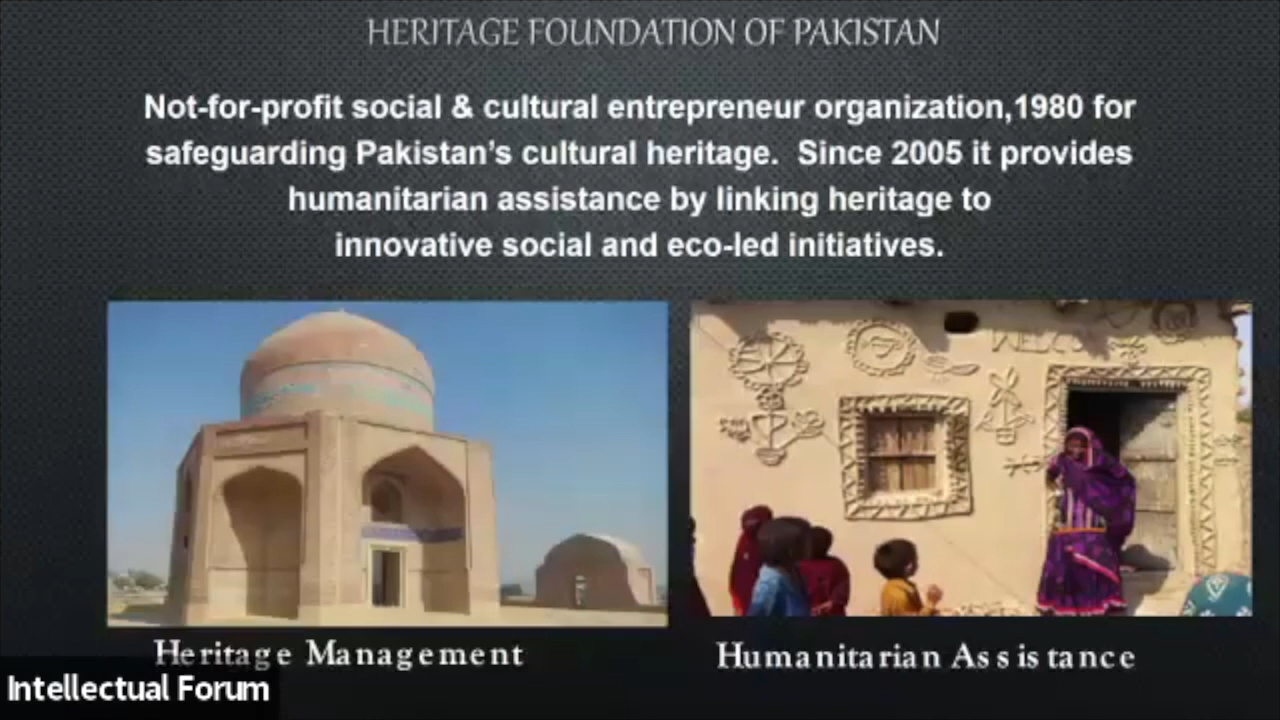 HERITAGE FOUNDATION OF PAKISTAN
Not-for-profit social & cultural entrepreneur organization,1980 for
safeguarding Pakistan's cultural heritage.  Since 2005 it provides
humanitarian assistance by linking heritage to
innovative social and eco-led initiatives.
Heritage Management
Humanitarian Assistance
Intellectual Forum